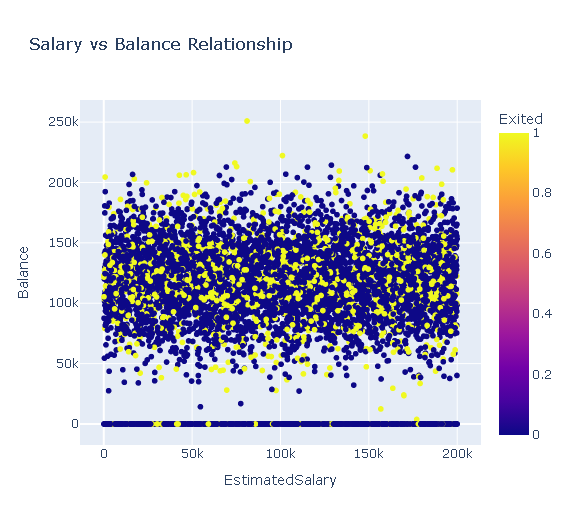 Salary vs Balance Relationship
Exited
250k
200k
150k
100k
50k
0
Balance
1
0.8
0.6
0.4
0.2
0
0
50k
100k
150k
200k
EstimatedSalary